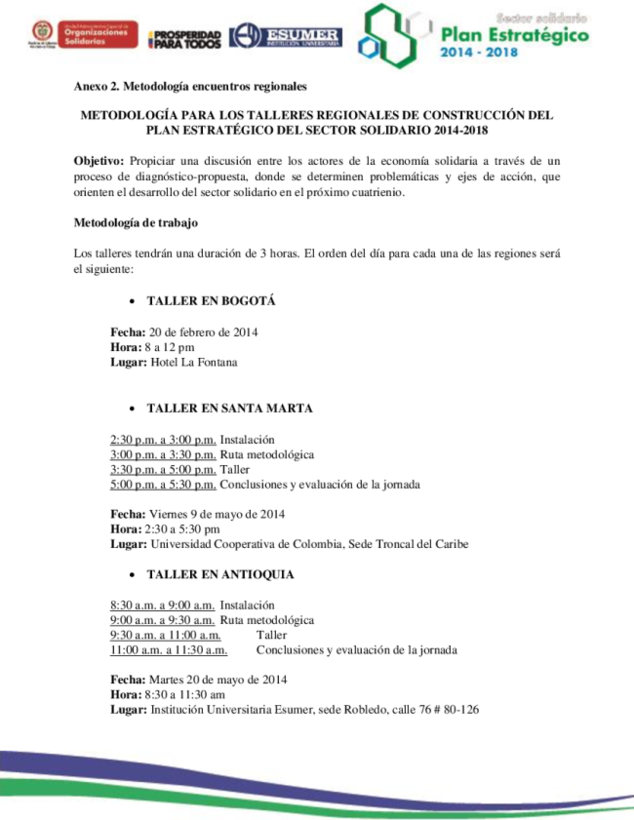 Organizaciones
Solidarias
PROSPERIDAD
PARA TODOS
ESUMER
INSTITUCIÓN UNIVERSITARIA
Sector solidario
Plan Estratégico
2014 - 2018
Anexo 2. Metodología encuentros regionales
METODOLOGÍA PARA LOS TALLERES REGIONALES DE CONSTRUCCIÓN DEL
PLAN ESTRATÉGICO DEL SECTOR SOLIDARIO 2014-2018
Objetivo: Propiciar una discusión entre los actores de la economía solidaria a través de un
proceso de diagnóstico-propuesta, donde se determinen problemáticas y ejes de acción, que
orienten el desarrollo del sector solidario en el próximo cuatrienio.
Metodología de trabajo
Los talleres tendrán una duración de 3 horas. El orden del día para cada una de las regiones será
el siguiente:
• TALLER EN BOGOTÁ
Fecha: 20 de febrero de 2014
Hora: 8 a 12 pm
Lugar: Hotel La Fontana
• TALLER EN SANTA MARTA
2:30 p.m. a 3:00 p.m. Instalación
3:00 p.m. a 3:30 p.m. Ruta metodológica
3:30 p.m. a 5:00 p.m. Taller
5:00 p.m. a 5:30 p.m. Conclusiones y evaluación de la jornada
Fecha: Viernes 9 de mayo de 2014
Hora: 2:30 a 5:30 pm
Lugar: Universidad Cooperativa de Colombia, Sede Troncal del Caribe
• TALLER EN ANTIOQUIA
8:30 a.m. a 9:00 a.m. Instalación
9:00 a.m. a 9:30 a.m. Ruta metodológica
9:30 a.m. a 11:00 a.m. Taller
11:00 a.m. a 11:30 a.m. Conclusiones y evaluación de la jornada
Fecha: Martes 20 de mayo de 2014
Hora: 8:30 a 11:30 am
Lugar: Institución Universitaria Esumer, sede Robledo, calle 76 # 80-126